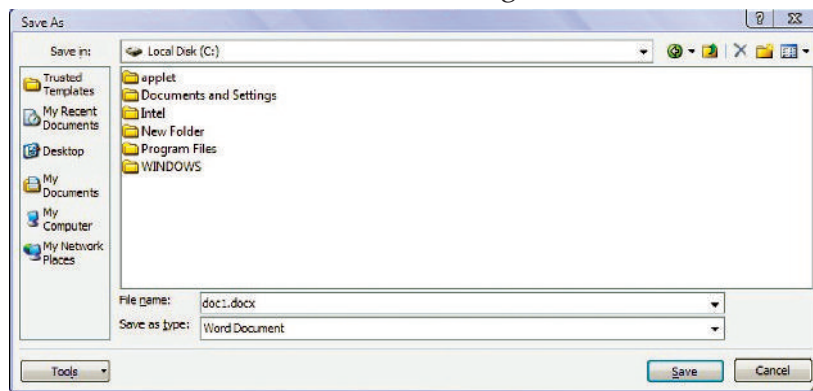 Save As
Save in:
Local Disk (C:)
Trusted
Templates
My Recent
Documents
Desktop
My
Documents
My
Computer
My Network
Places
applet
Documents and Settings
Intel
New Folder
Program Files
WINDOWS
File name:
doc1.docx
Save as type:
Word Document
Tools
Save
Cancel